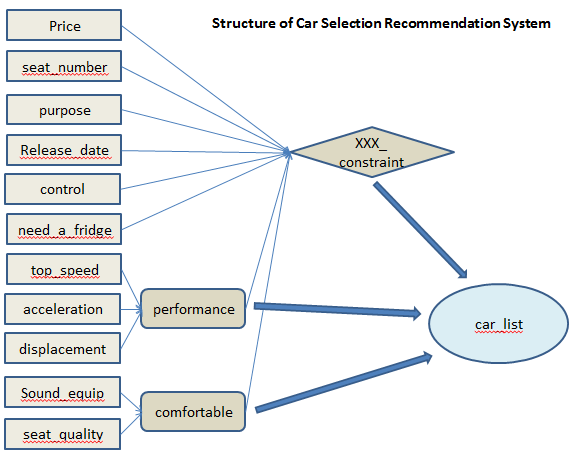 Structure of Car Selection Recommendation System
Price
seat_number
purpose
Release_date
control
need_a_fridge
top_speed
acceleration
displacement
Sound_equip
seat_quality
performance
comfortable
XXX_
constraint
car_list